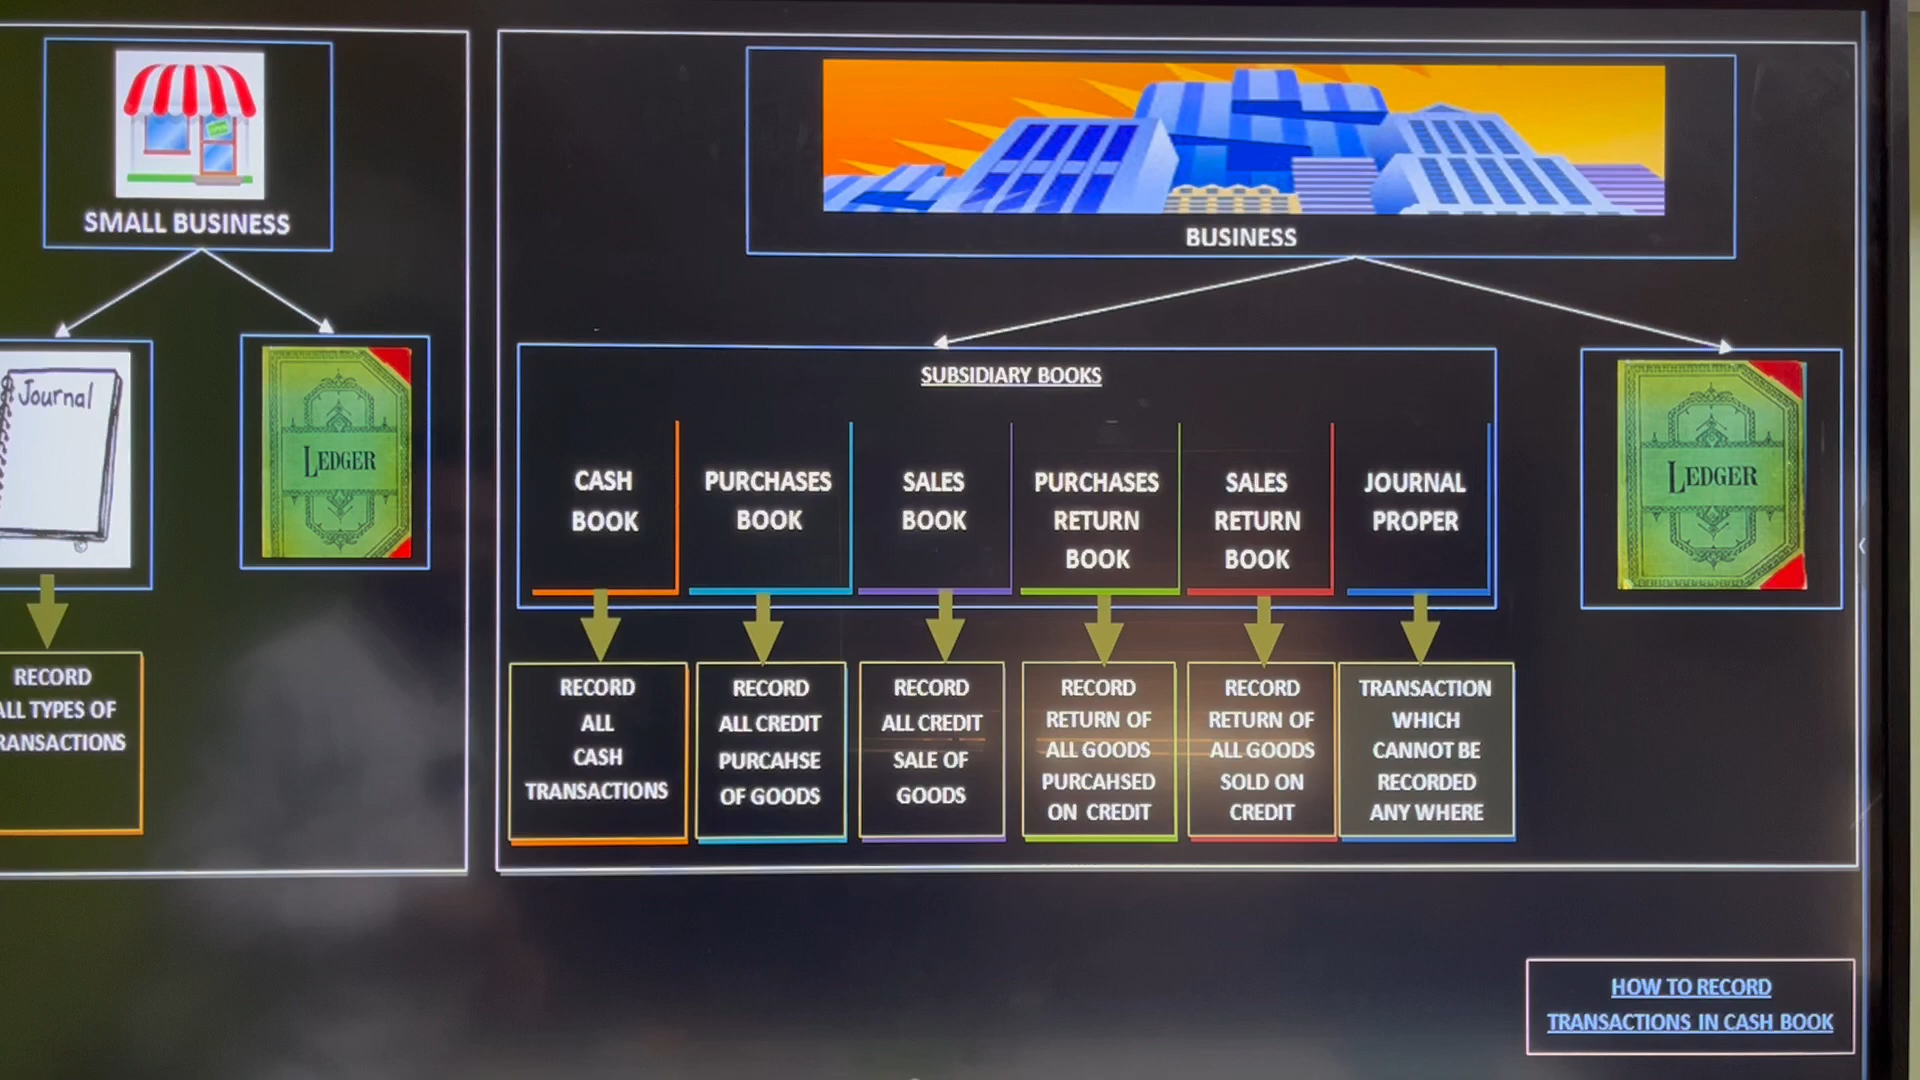 SMALL BUSINESS
Journal
LEDGER
RECORD
ALL TYPES OF
TRANSACTIONS
BUSINESS
SUBSIDIARY BOOKS
CASH
BOOK
PURCHASES
BOOK
SALES
BOOK
PURCHASES
RETURN
BOOK
SALES
RETURN
BOOK
JOURNAL
PROPER
LEDGER
RECORD
ALL
CASH
TRANSACTIONS
RECORD
ALL CREDIT
PURCAHSE
OF GOODS
RECORD
ALL CREDIT
SALE OF
GOODS
RECORD
RETURN OF
ALL GOODS
PURCAHSED
ON CREDIT
RECORD
RETURN OF
ALL GOODS
SOLD ON
CREDIT
TRANSACTION
WHICH
CANNOT BE
RECORDED
ANY WHERE
HOW TO RECORD
TRANSACTIONS IN CASH BOOK